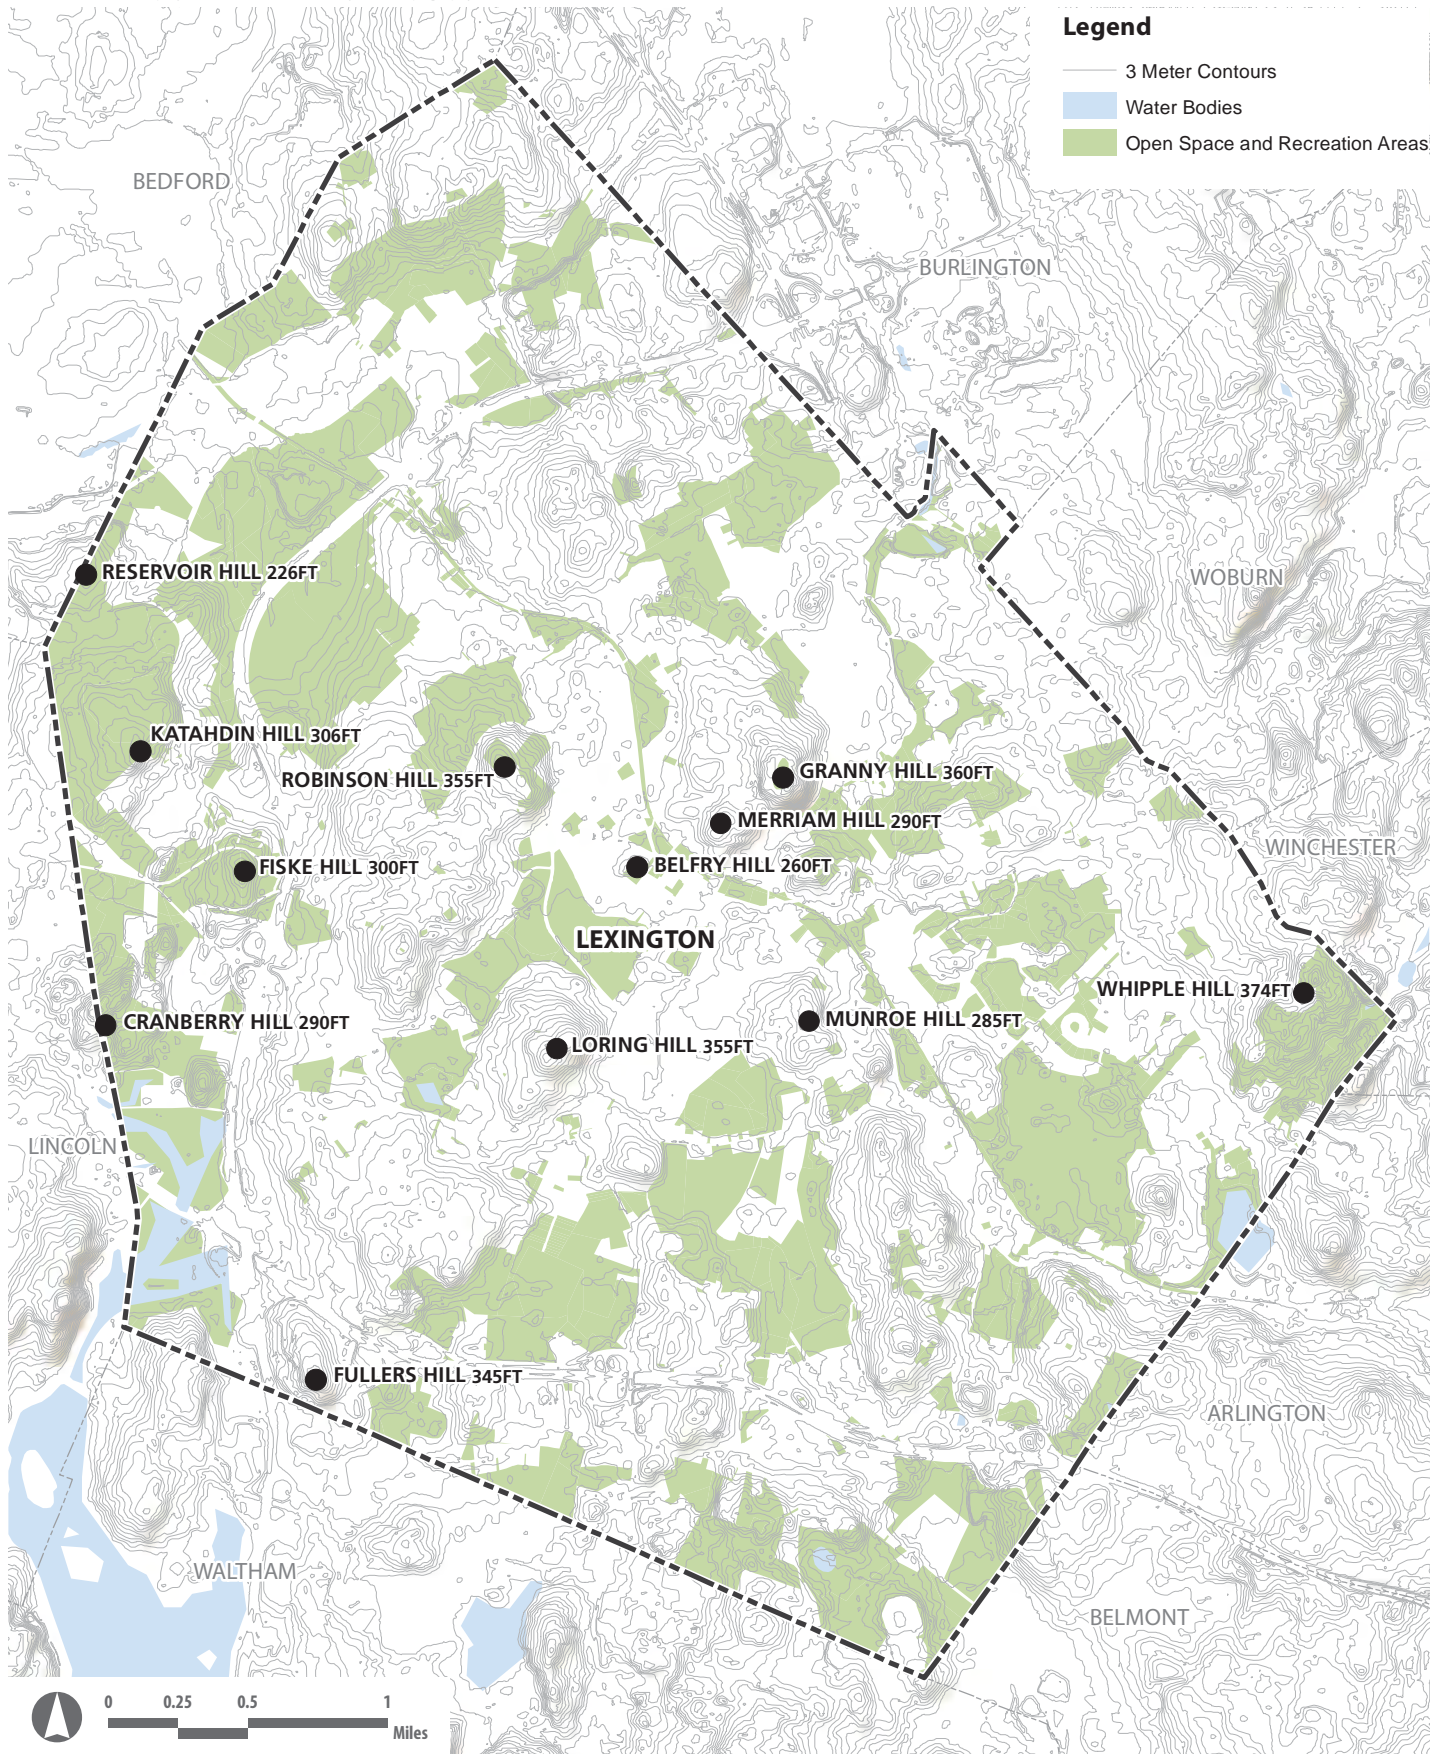 Legend
3 Meter Contours
Water Bodies
Open Space and Recreation Areas
BEDFORD
BURLINGTON
RESERVOIR HILL 226FT
WOBURN
KATAHDIN HILL 306FT
ROBINSON HILL 355FT
GRANNY HILL 360FT
MERRIAM HILL 290FT
WINCHESTER
FISKE HILL 300FT
BELFRY HILL 260FT
LEXINGTON
WHIPPLE HILL 374FT
CRANBERRY HILL 290FT
MUNROE HILL 285FT
LORING HILL 355FT
LINCOLN
FULLERS HILL 345FT
ARLINGTON
WALTHAM
BELMONT
0 0.25 0.5 1
Miles